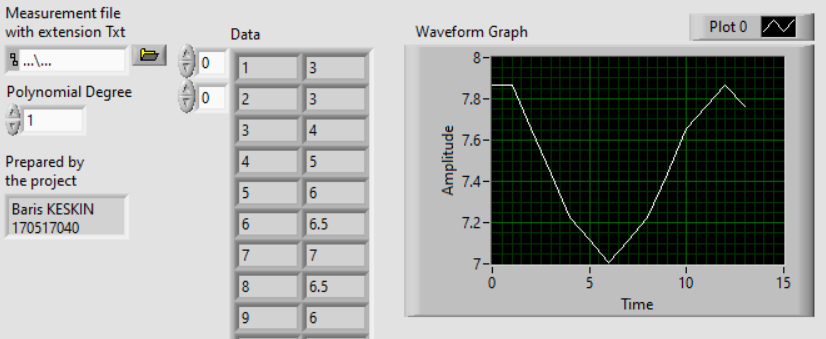 Measurement file
with extension Txt
...\...
Polynomial Degree
1
Prepared by
the project
Baris KESKIN
170517040
Data
0
0
1 3
2 3
3 4
4 5
5 6
6 6.5
7 7
8 6.5
9 6
Waveform Graph
Plot 0
Amplitude
8
7.8
7.6
7.4
7.2
7
0 5 10 15
Time